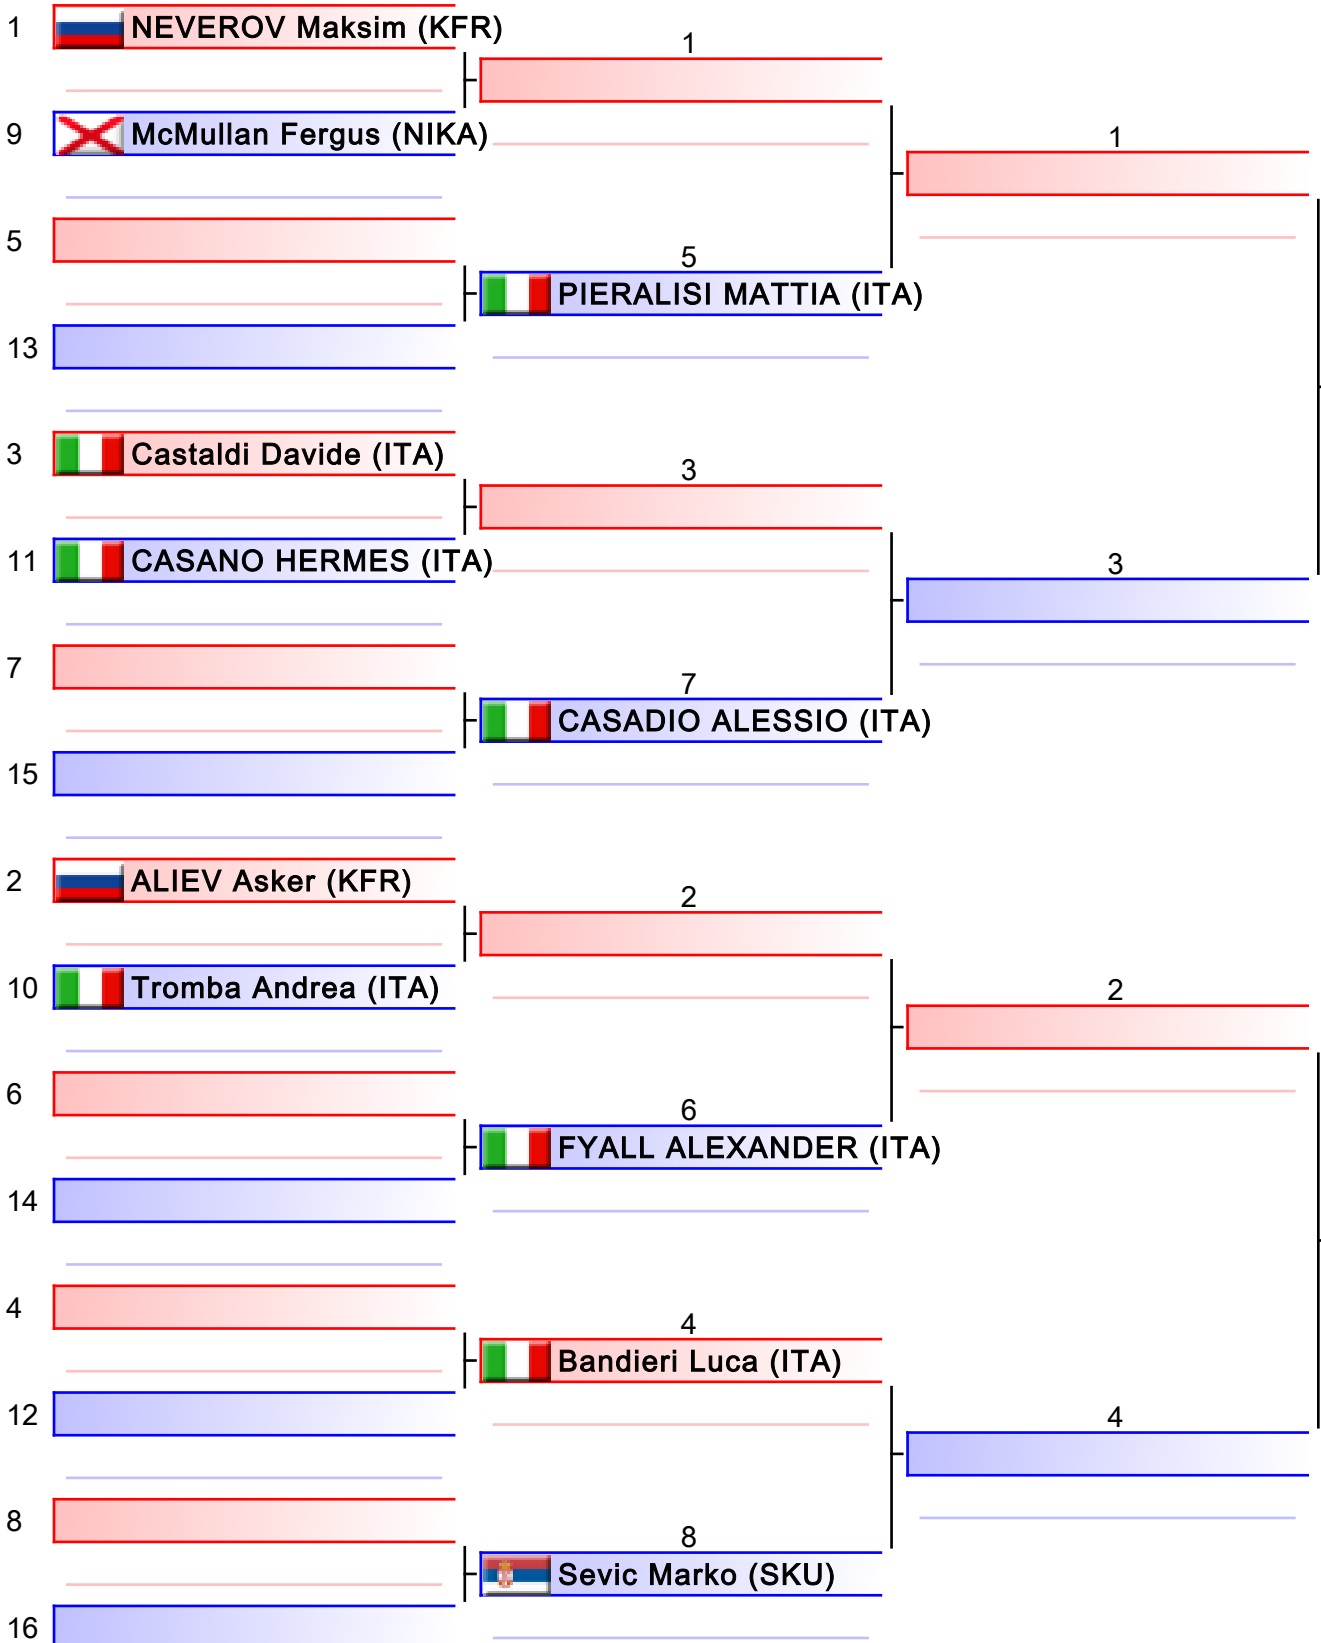 1 NEVEROV Maksim (KFR)
1
9 McMullan Fergus (NIKA)
1
5
5
PIERALISI MATTIA (ITA)
13
3 Castaldi Davide (ITA)
3
11 CASANO HERMES (ITA)
3
7
7
CASADIO ALESSIO (ITA)
15
2 ALIEV Asker (KFR)
2
10 Tromba Andrea (ITA)
2
6
6
FYALL ALEXANDER (ITA)
14
4
4
Bandieri Luca (ITA)
12
4
8
8
Sevic Marko (SKU)
16